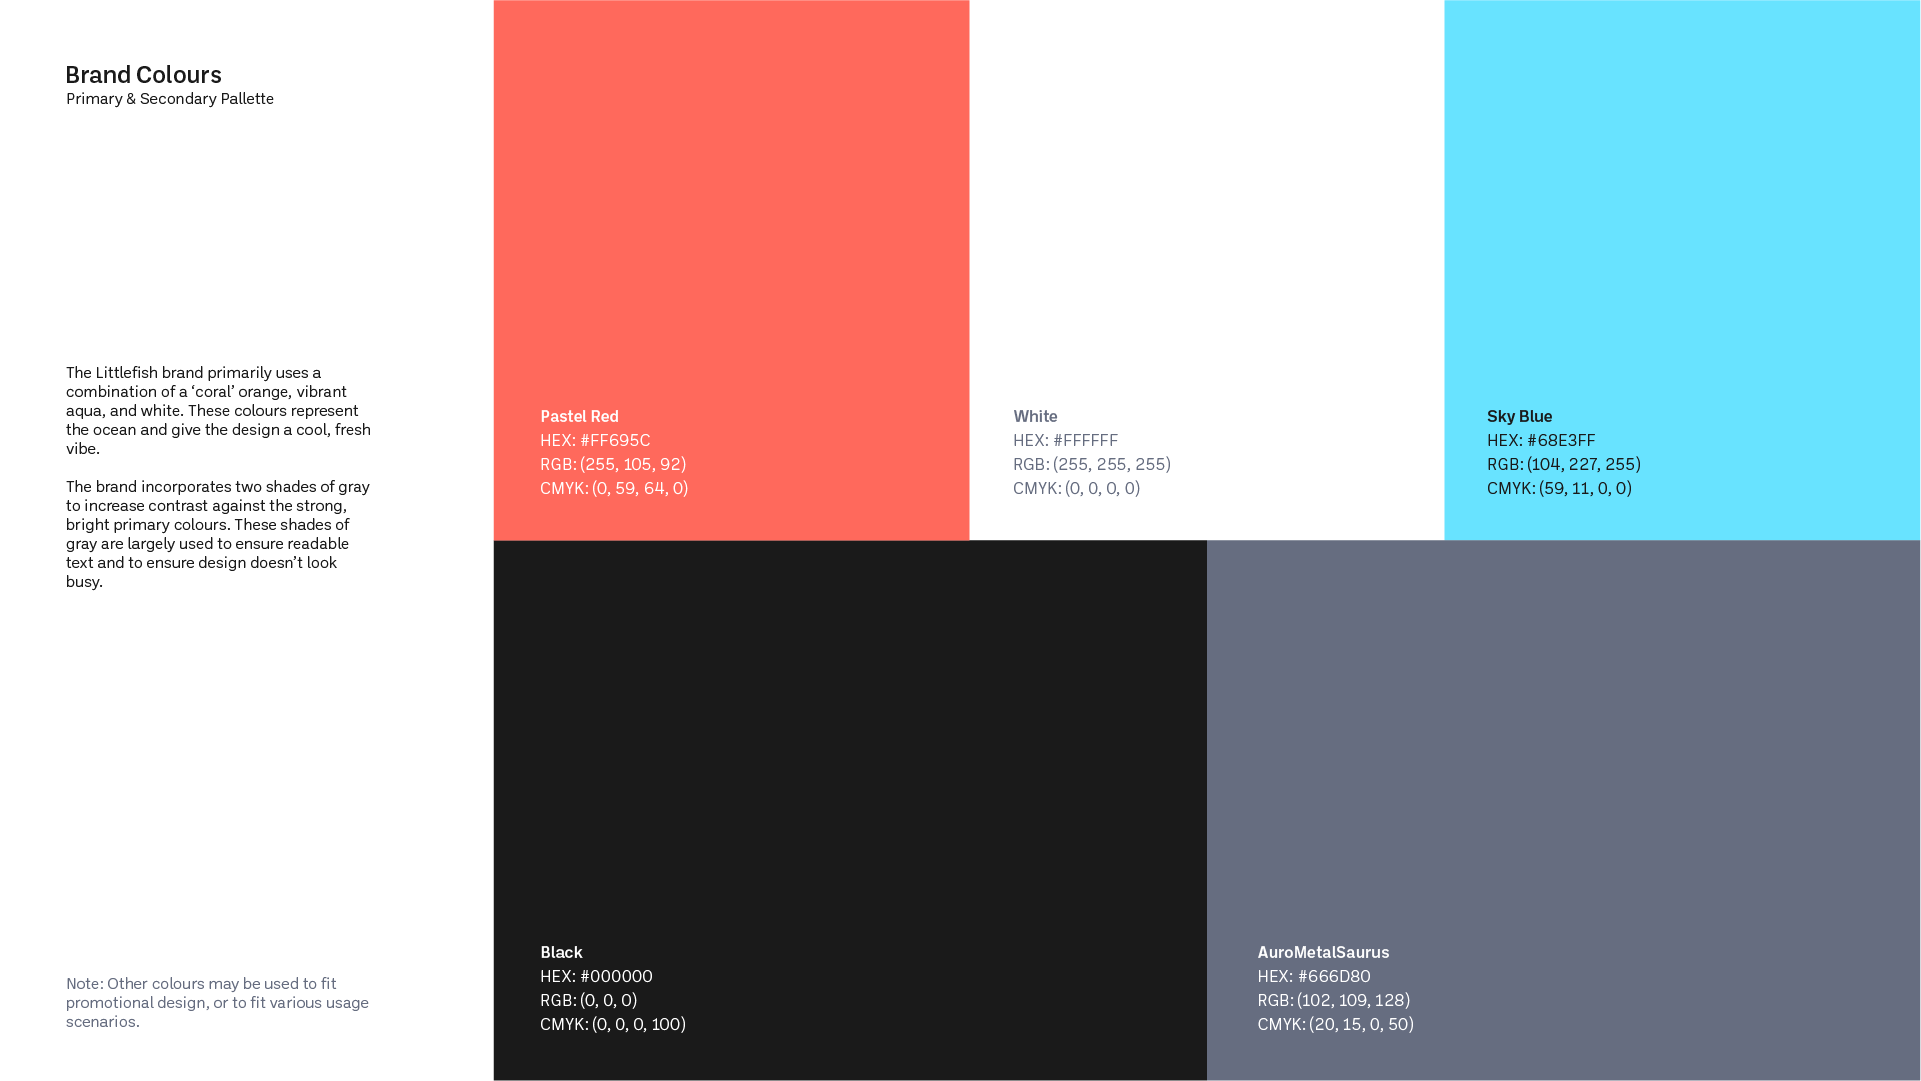 Brand Colours
Primary & Secondary Pallette
The Littlefish brand primarily uses a
combination of a ‘coral’ orange, vibrant
aqua, and white. These colours represent
the ocean and give the design a cool, fresh
vibe.
The brand incorporates two shades of gray
to increase contrast against the strong,
bright primary colours. These shades of
gray are largely used to ensure readable
text and to ensure design doesn’t look
busy.
Note: Other colours may be used to fit
promotional design, or to fit various usage
scenarios.
Pastel Red
HEX: #FF695C
RGB: (255, 105, 92)
CMYK: (0, 59, 64, 0)
White
HEX: #FFFFFF
RGB: (255, 255, 255)
CMYK: (0, 0, 0, 0)
Sky Blue
HEX: #68E3FF
RGB: (104, 227, 255)
CMYK: (59, 11, 0, 0)
Black
HEX: #000000
RGB: (0, 0, 0)
CMYK: (0, 0, 0, 100)
AuroMetalSaurus
HEX: #666D80
RGB: (102, 109, 128)
CMYK: (20, 15, 0, 50)